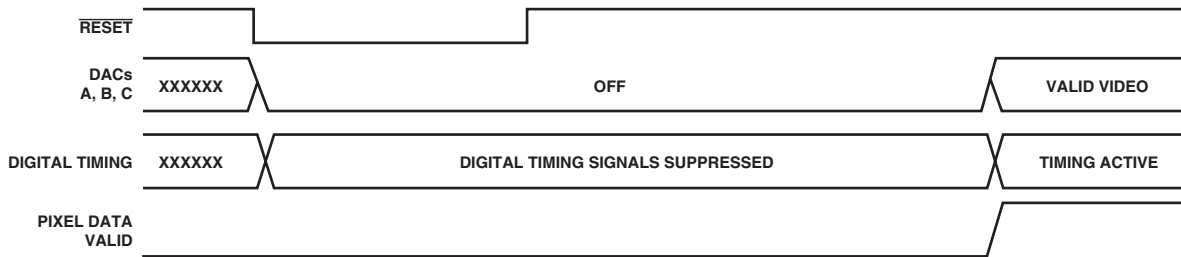 RESET
DACs
A, B, C
XXXXXX
OFF
VALID VIDEO
DIGITAL TIMING
XXXXXX
DIGITAL TIMING SIGNALS SUPPRESSED
TIMING ACTIVE
PIXEL DATA
VALID